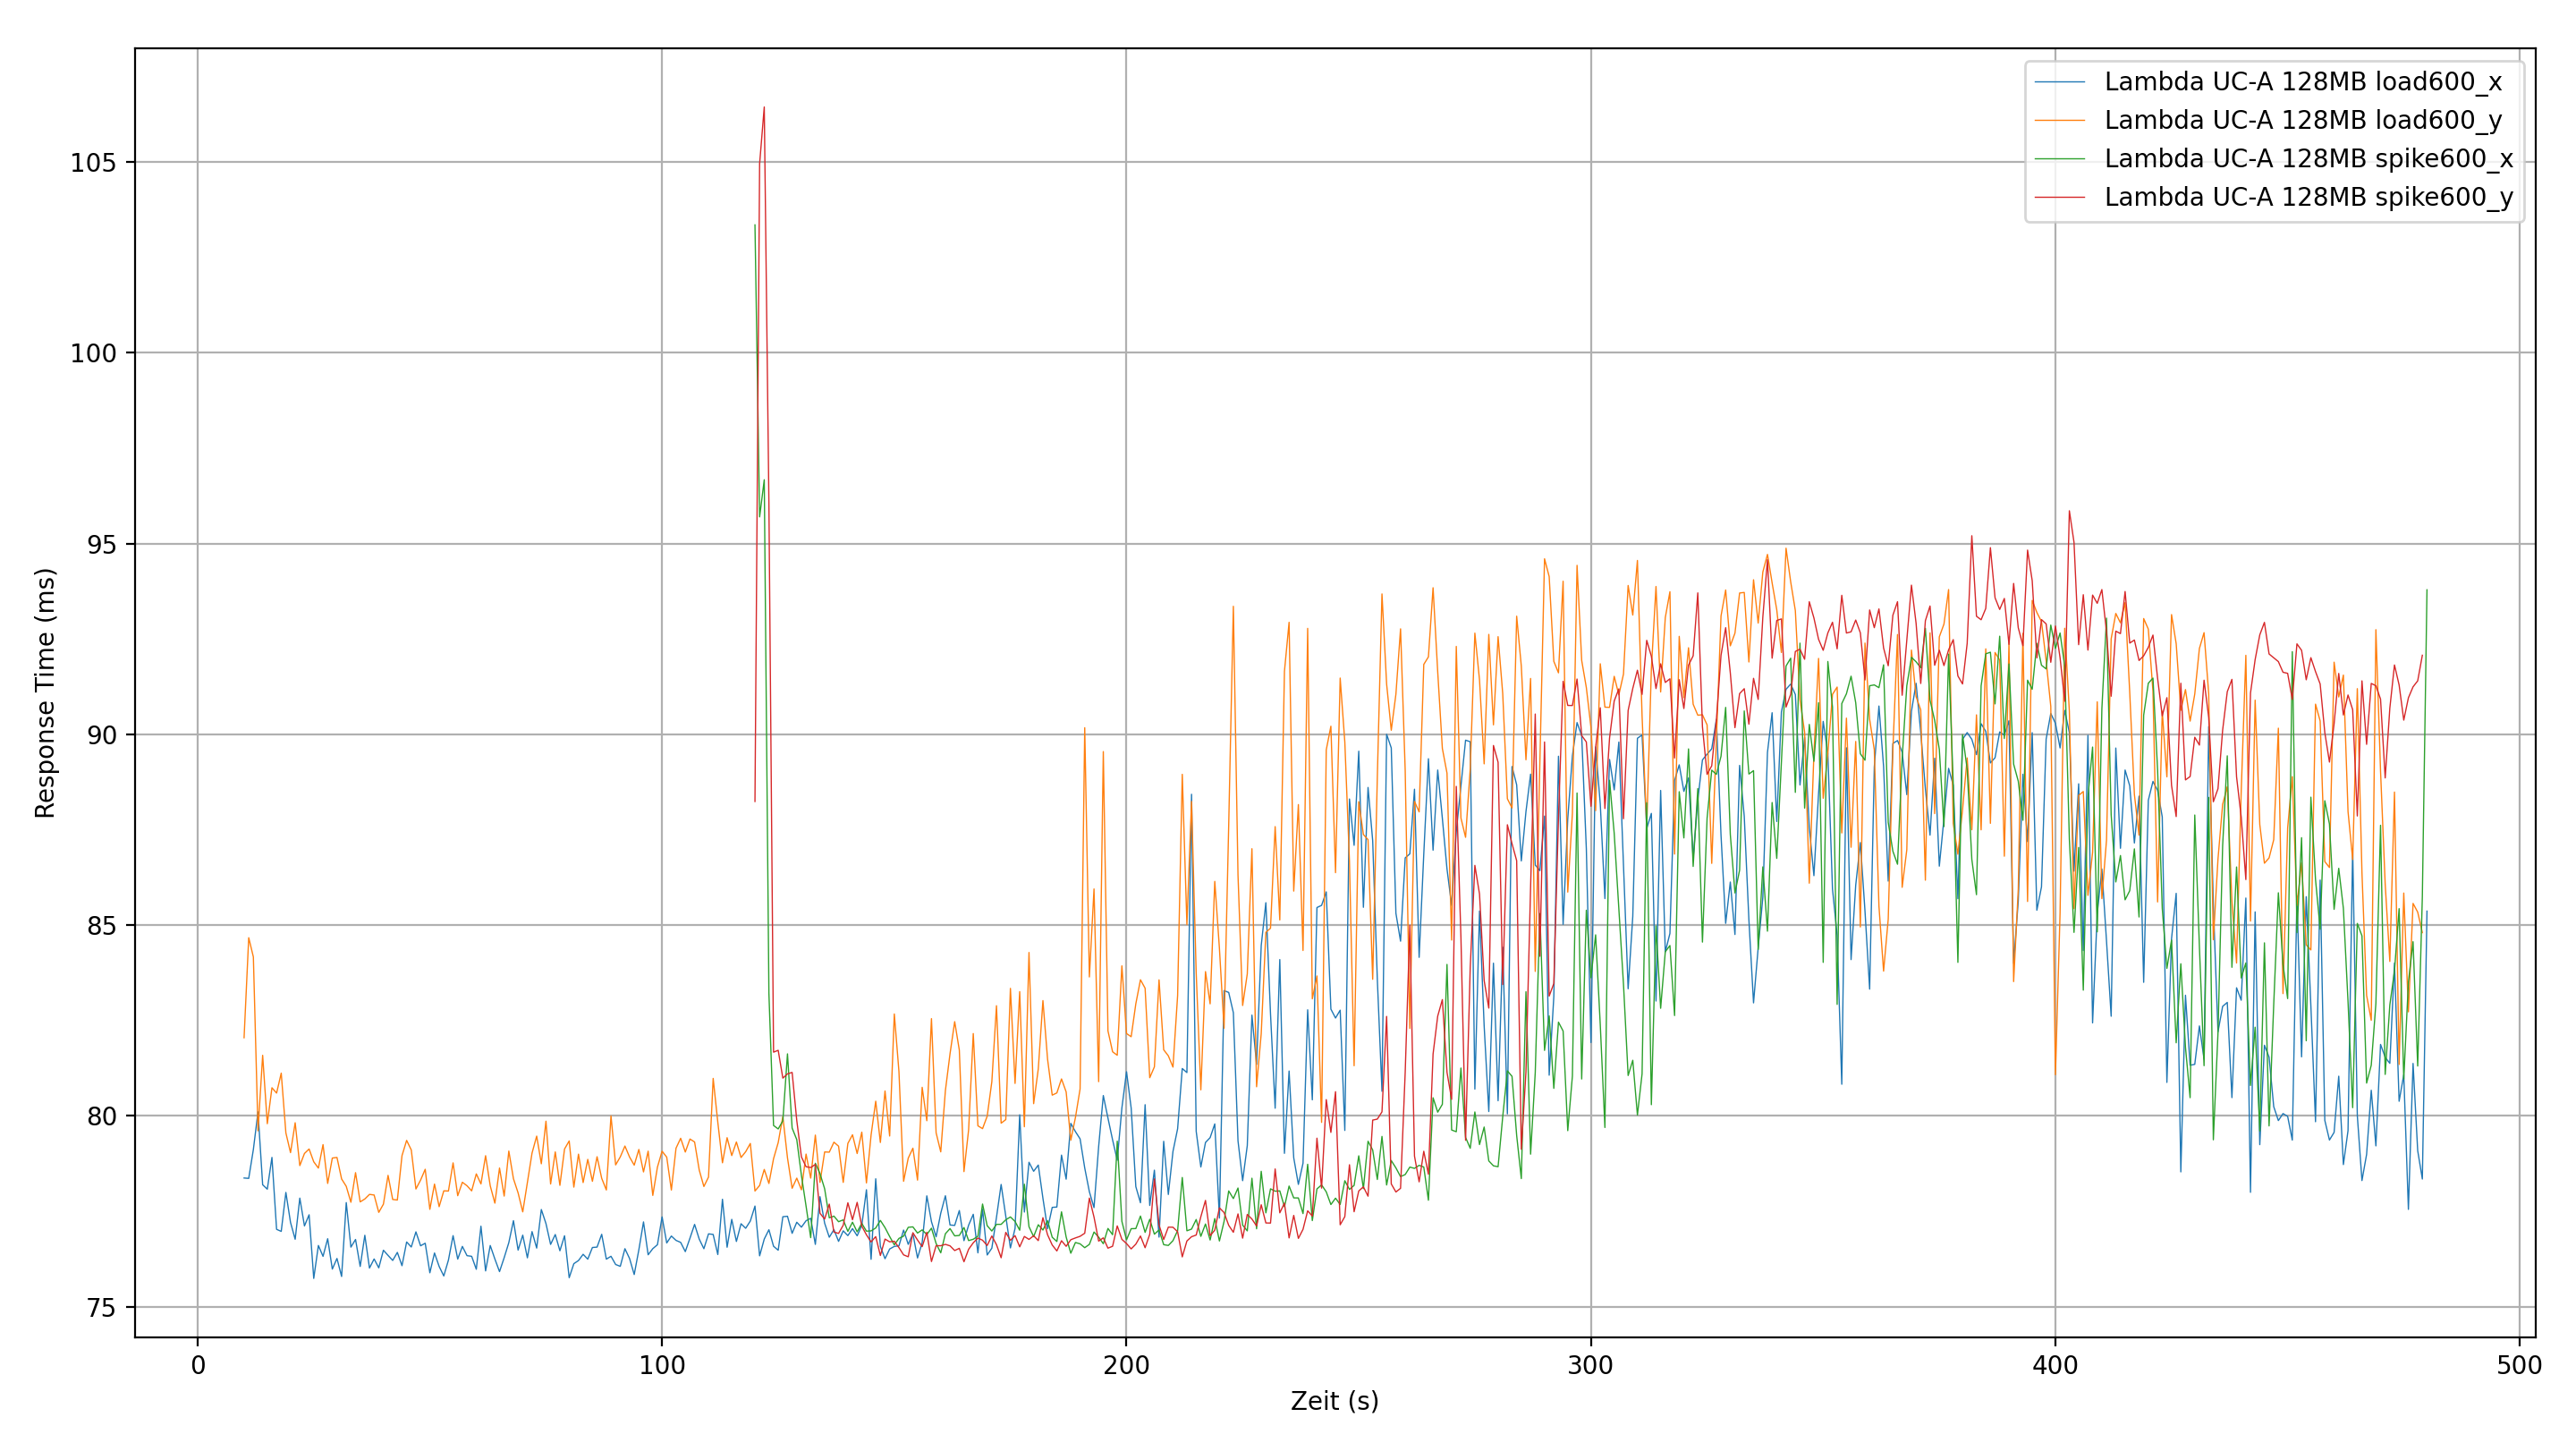 Lambda UC-A 128MB load600_x
Lambda UC-A 128MB load600_y
Lambda UC-A 128MB spike600_x
Lambda UC-A 128MB spike600_y
105
100
95
90
85
80
75
Response Time (ms)
0 100 200 300 400 500
Zeit (s)